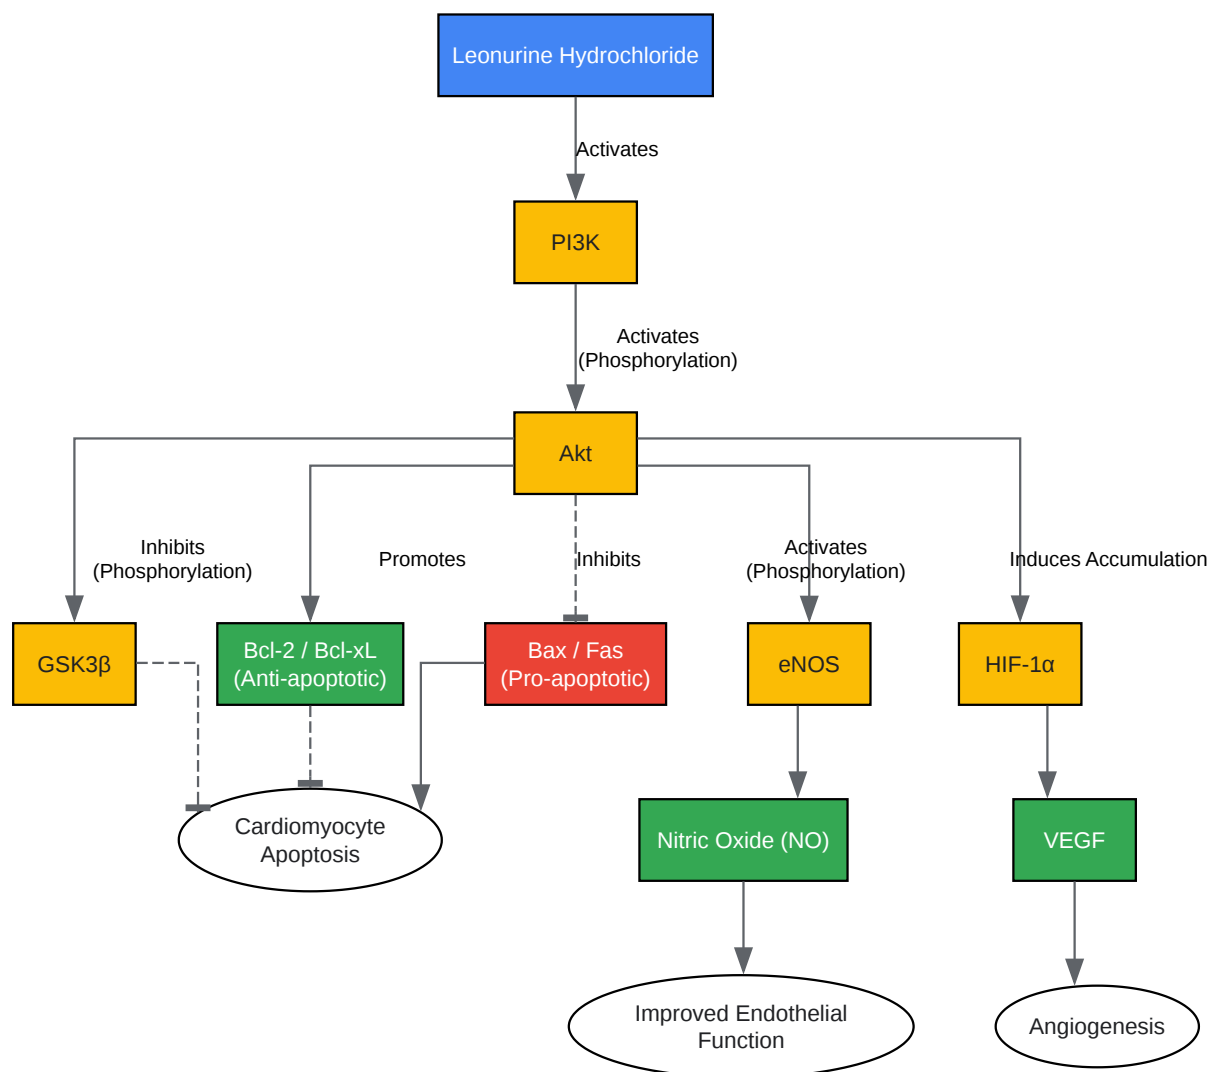 Leonurine Hydrochloride
Activates
PI3K
Activates
(Phosphorylation)
Akt
Inhibits
(Phosphorylation)
Promotes
Inhibits
Activates
(Phosphorylation)
Induces Accumulation
GSK3β
Bcl-2 / Bcl-xL
(Anti-apoptotic)
Bax / Fas
(Pro-apoptotic)
eNOS
HIF-1α
Cardiomyocyte
Apoptosis
Nitric Oxide (NO)
VEGF
Improved Endothelial
Function
Angiogenesis